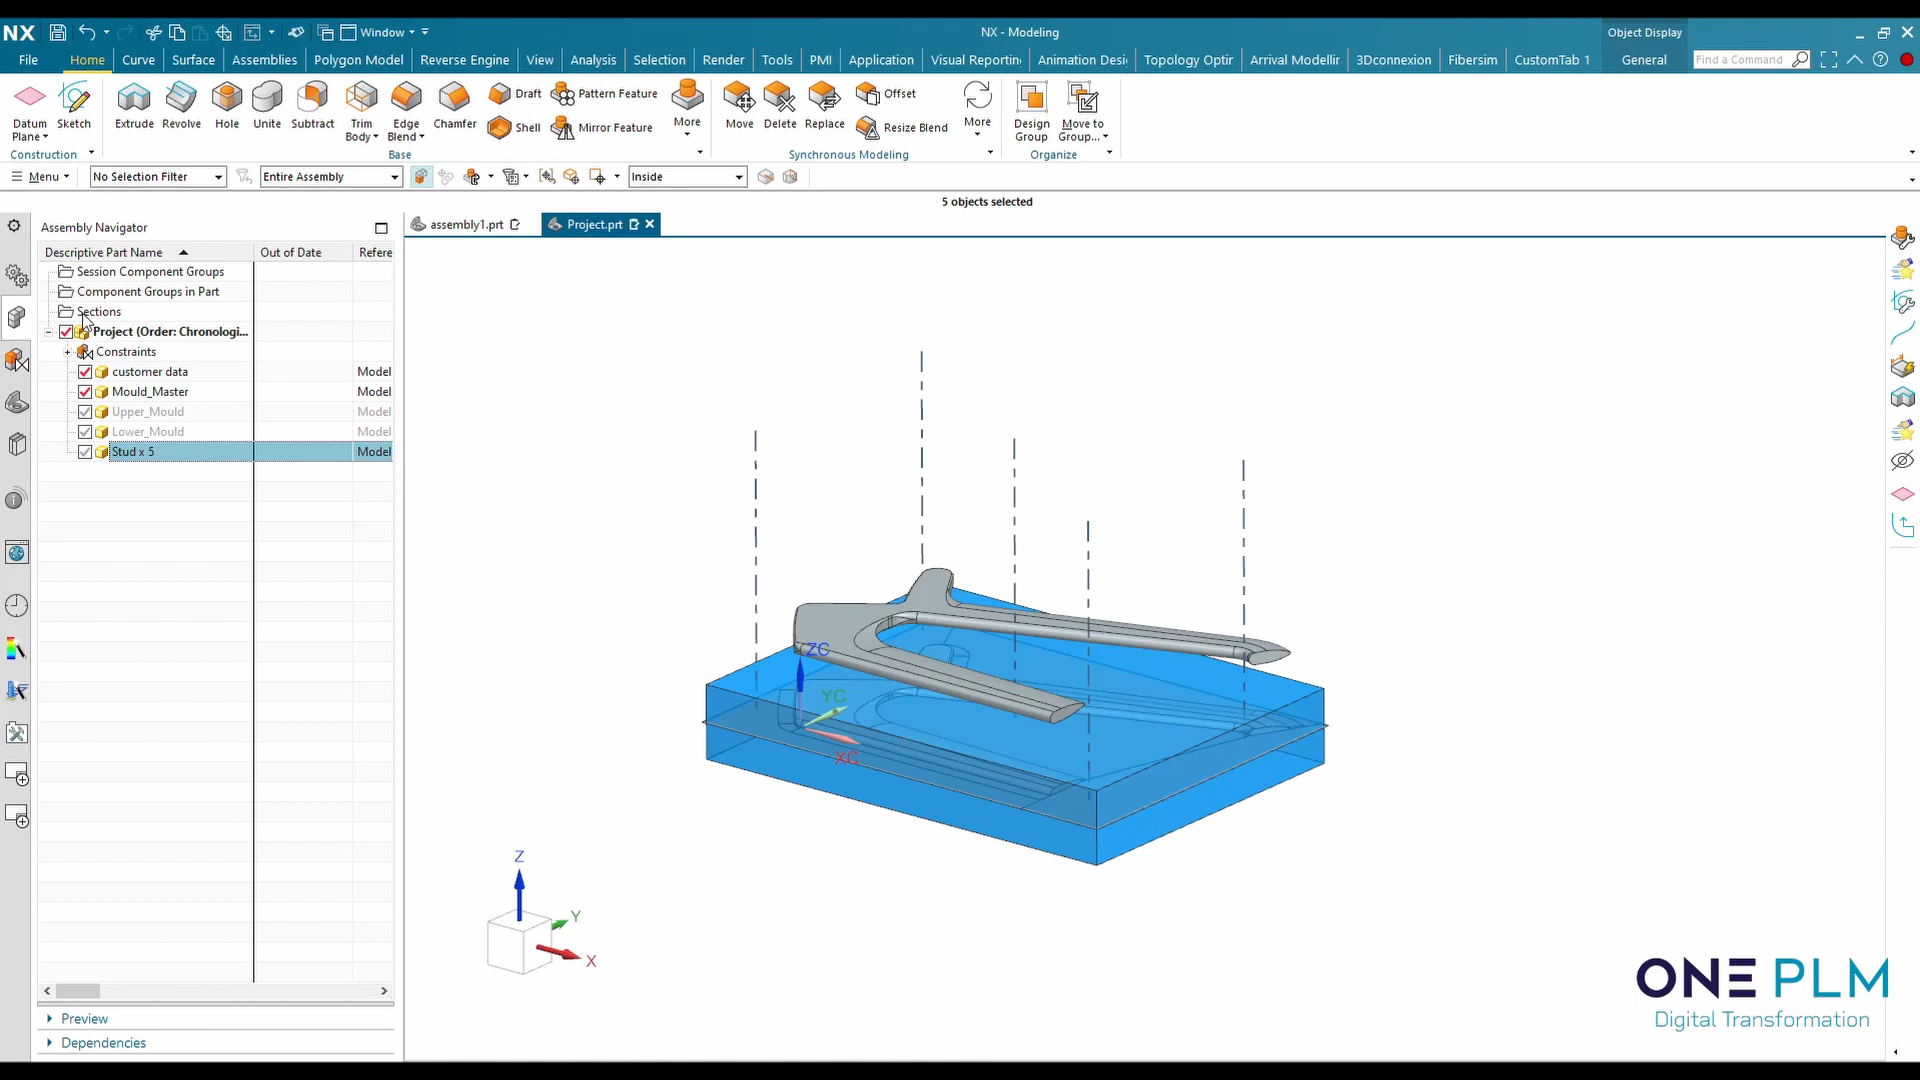 NX
Window
NX - Modeling
Object Display
File
Home
Curve
Surface
Assemblies
Polygon Model
Reverse Engine
View
Analysis
Selection
Render
Tools
PMI
Application
Visual Reportin
Animation Desi
Topology Optir
Arrival Modellir
3Dconnexion
Fibersim
CustomTab 1
General
Find a Command
Datum Plane
Sketch
Extrude
Revolve
Hole
Unite
Subtract
Trim Body
Edge Blend
Chamfer
Draft
Shell
Pattern Feature
Mirror Feature
More
Move
Delete
Replace
Offset
Resize Blend
More
Design Group
Move to Group...
Construction
Base
Synchronous Modeling
Organize
Menu
No Selection Filter
Entire Assembly
Inside
5 objects selected
Assembly Navigator
assembly1.prt
Project.prt
Descriptive Part Name
Out of Date
Refere
Session Component Groups
Component Groups in Part
Sections
Project (Order: Chronologi...
Constraints
customer data
Model
Mould_Master
Model
Upper_Mould
Model
Lower_Mould
Model
Stud x 5
Model
ZC
YC
XC
Z
Y
X
Preview
Dependencies
ONE PLM
Digital Transformation